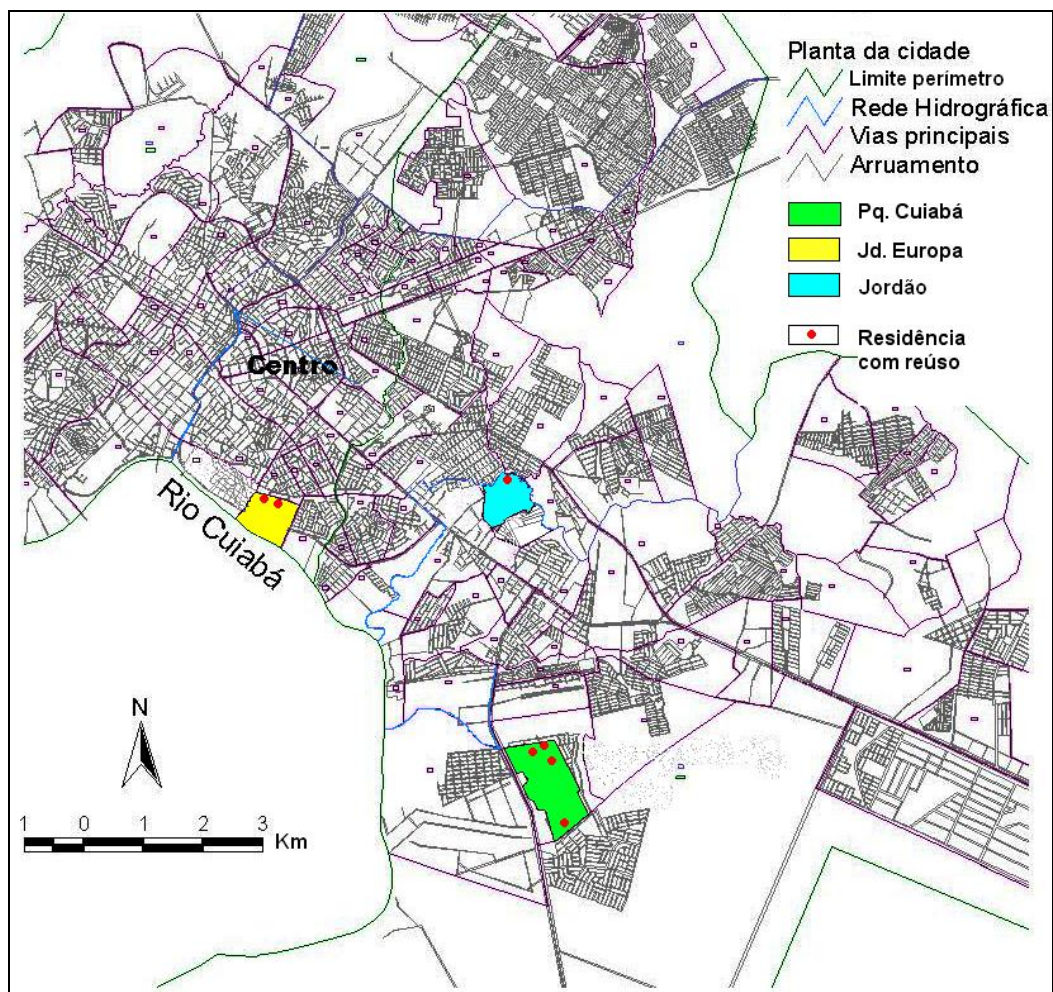 Planta da cidade
Limite perímetro
Rede Hidrográfica
Vias principais
Arruamento
Pq. Cuiabá
Jd. Europa
Jordão
Residência
com reúso
Centro
Rio Cuiabá
N
1 0 1 2 3 Km